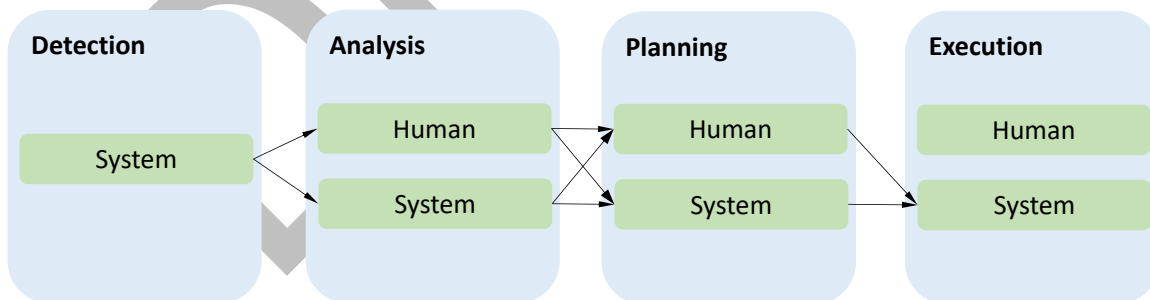 Detection
System
Analysis
Human
System
Planning
Human
System
Execution
Human
System